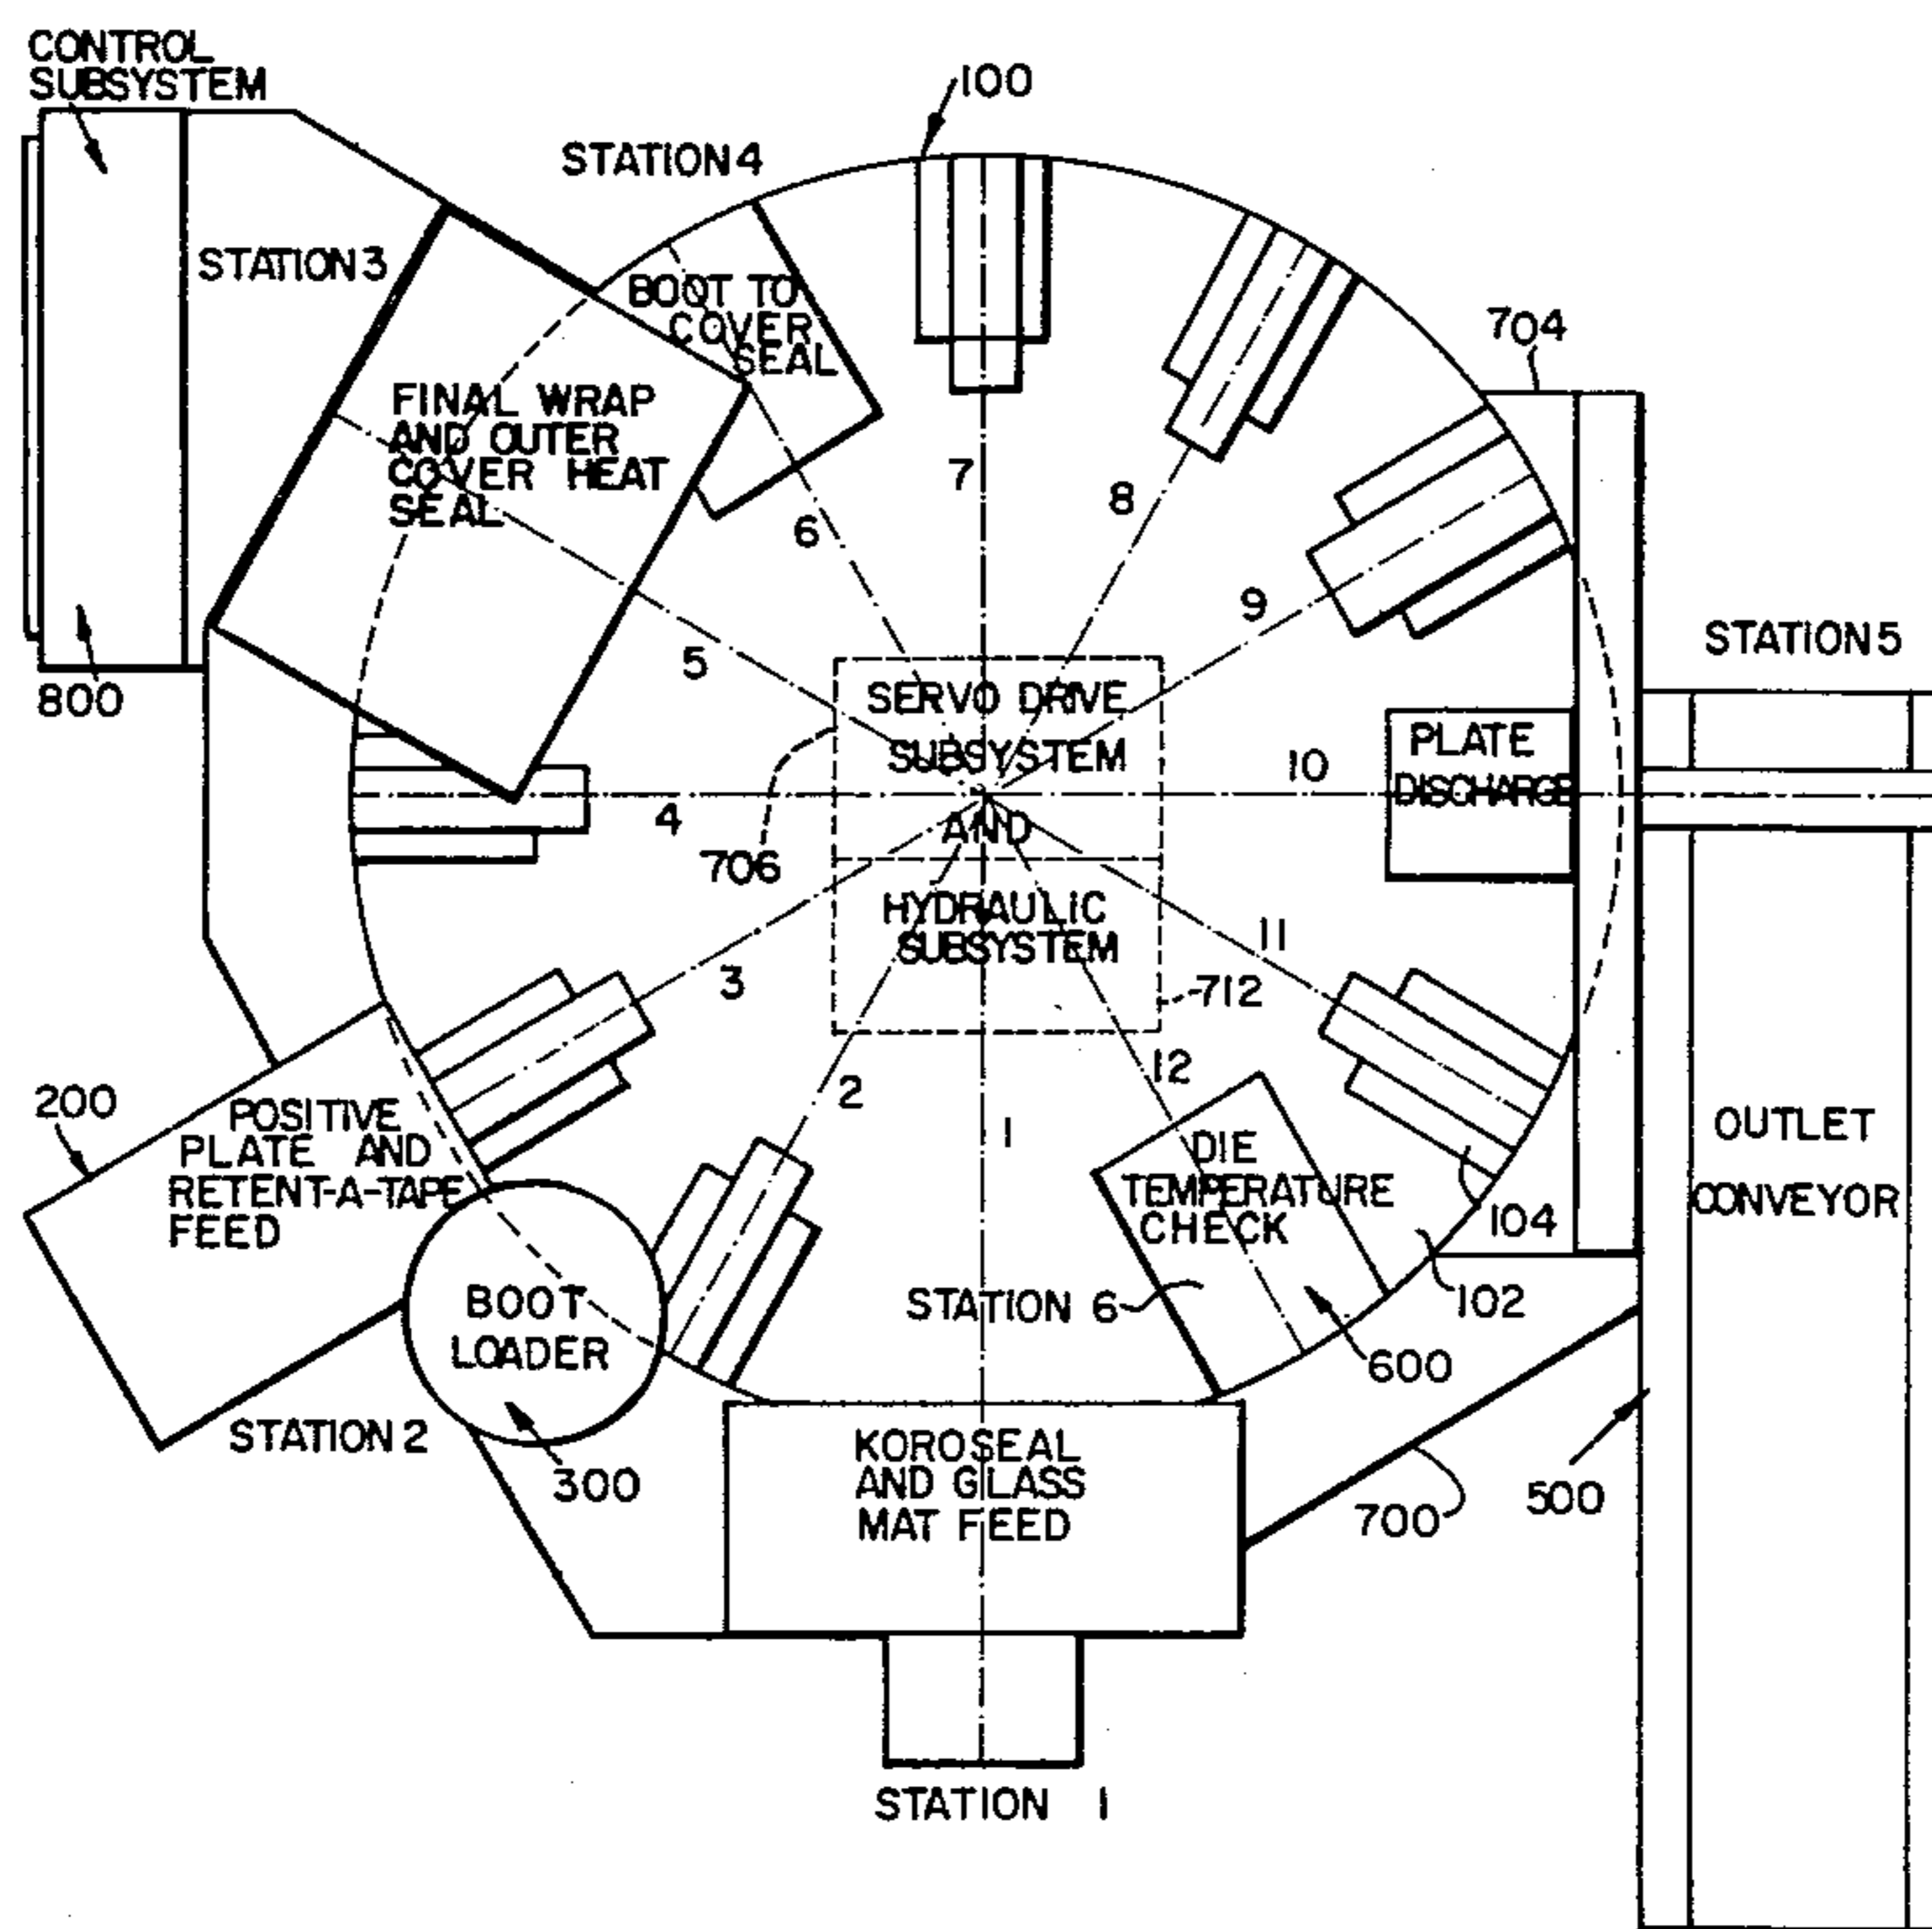 CONTROL
SUBSYSTEM
100
STATION 4
STATION 3
BOOT TO
COVER
SEAL
704
FINAL WRAP
AND OUTER
COVER HEAT
SEAL
7
8
6
9
STATION 5
5
800
SERVO DRIVE
SUBSYSTEM
PLATE
DISCHARGE
10
4
AND
706
HYDRAULIC
SUBSYSTEM
11
3
712
2
12
1
200
POSITIVE
PLATE AND
RETENT-A-TAPE
FEED
DIE
TEMPERATURE
CHECK
OUTLET
CONVEYOR
104
BOOT
LOADER
STATION 6
102
600
STATION 2
300
KOROSEAL
AND GLASS
MAT FEED
700
500
STATION 1